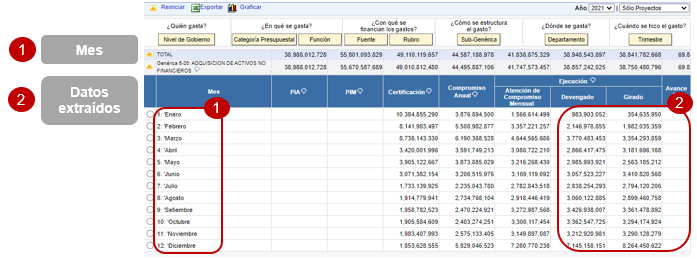 Reiniciar Exportar Graficar Año 2021 Sólo Proyectos
¿Quién gasta? ¿En qué se gasta? ¿Con qué se financian los gastos? ¿Cómo se estructura el gasto? ¿Dónde se gasta? ¿Cuándo se hizo el gasto?
Nivel de Gobierno Categoría Presupuestal Función Fuente Rubro Sub-Genérica Departamento Trimestre
1 Mes
TOTAL 38,988,012,728 55,801,093,829 49,110,119,657 44,587,188,978 41,838,875,329 38,948,543,897 38,841,782,668 69.8
Genérica 6-26: ADQUISICION DE ACTIVOS NO FINANCIEROS 38,988,012,728 55,670,587,689 49,010,812,480 44,495,887,106 41,747,573,457 38,857,242,025 38,750,480,796 69.8
2 Datos extraídos
Ejecución
Mes PIA PIM Certificación Compromiso Anual Atención de Compromiso Mensual Devengado Girado Avance
1 2
1: 'Enero 10,384,855,290 3,876,894,500 1,566,614,499 983,903,052 354,635,950
2: 'Febrero 8,141,983,497 5,508,982,877 3,357,221,257 2,146,978,855 1,982,035,359
3: 'Marzo 8,738,143,330 6,190,368,528 4,644,565,686 3,770,483,453 3,354,293,839
4: 'Abril 3,420,001,996 3,591,749,213 3,088,722,210 2,866,417,475 3,181,696,168
5: 'Mayo 3,905,122,667 3,873,885,029 3,216,268,430 2,985,993,921 2,563,185,212
6: 'Junio 3,071,382,154 3,206,515,976 3,169,119,092 3,057,523,227 3,410,820,568
7: 'Julio 1,733,139,925 2,235,043,780 2,782,843,518 2,838,254,293 2,794,120,206
8: 'Agosto 1,914,779,941 2,734,768,104 2,918,446,419 3,060,122,885 2,899,460,758
9: 'Setiembre 1,958,782,523 2,470,224,921 3,272,987,568 3,426,938,007 3,361,478,892
10: 'Octubre 1,905,584,609 2,403,274,251 3,300,117,454 3,362,547,725 3,294,174,924
11: 'Noviembre 1,983,407,993 2,575,133,405 3,149,897,087 3,212,920,981 3,290,128,279
12: 'Diciembre 1,853,628,555 5,829,046,523 7,280,770,238 7,145,158,151 8,264,450,622